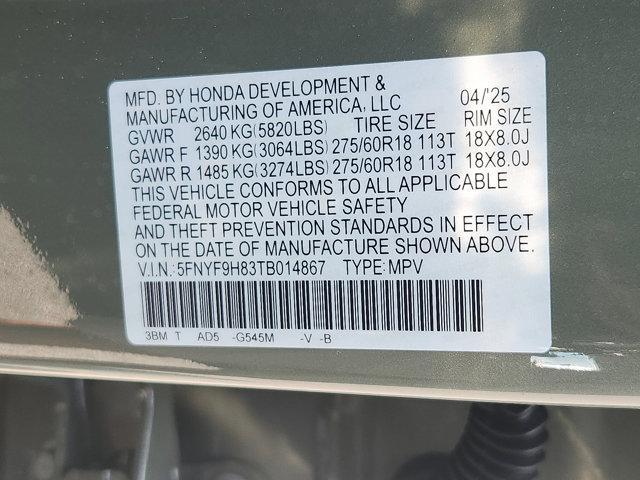 MFD. BY HONDA DEVELOPMENT &
MANUFACTURING OF AMERICA, LLC 04/'25
GVWR 2640 KG(5820LBS) TIRE SIZE RIM SIZE
GAWR F 1390 KG(3064LBS) 275/60R18 113T 18X8.0J
GAWR R 1485 KG(3274LBS) 275/60R18 113T 18X8.0J
THIS VEHICLE CONFORMS TO ALL APPLICABLE
FEDERAL MOTOR VEHICLE SAFETY
AND THEFT PREVENTION STANDARDS IN EFFECT
ON THE DATE OF MANUFACTURE SHOWN ABOVE.
V.I.N.:5FNYF9H83TB014867 TYPE:MPV
3BM T AD5 -G545M -V -B